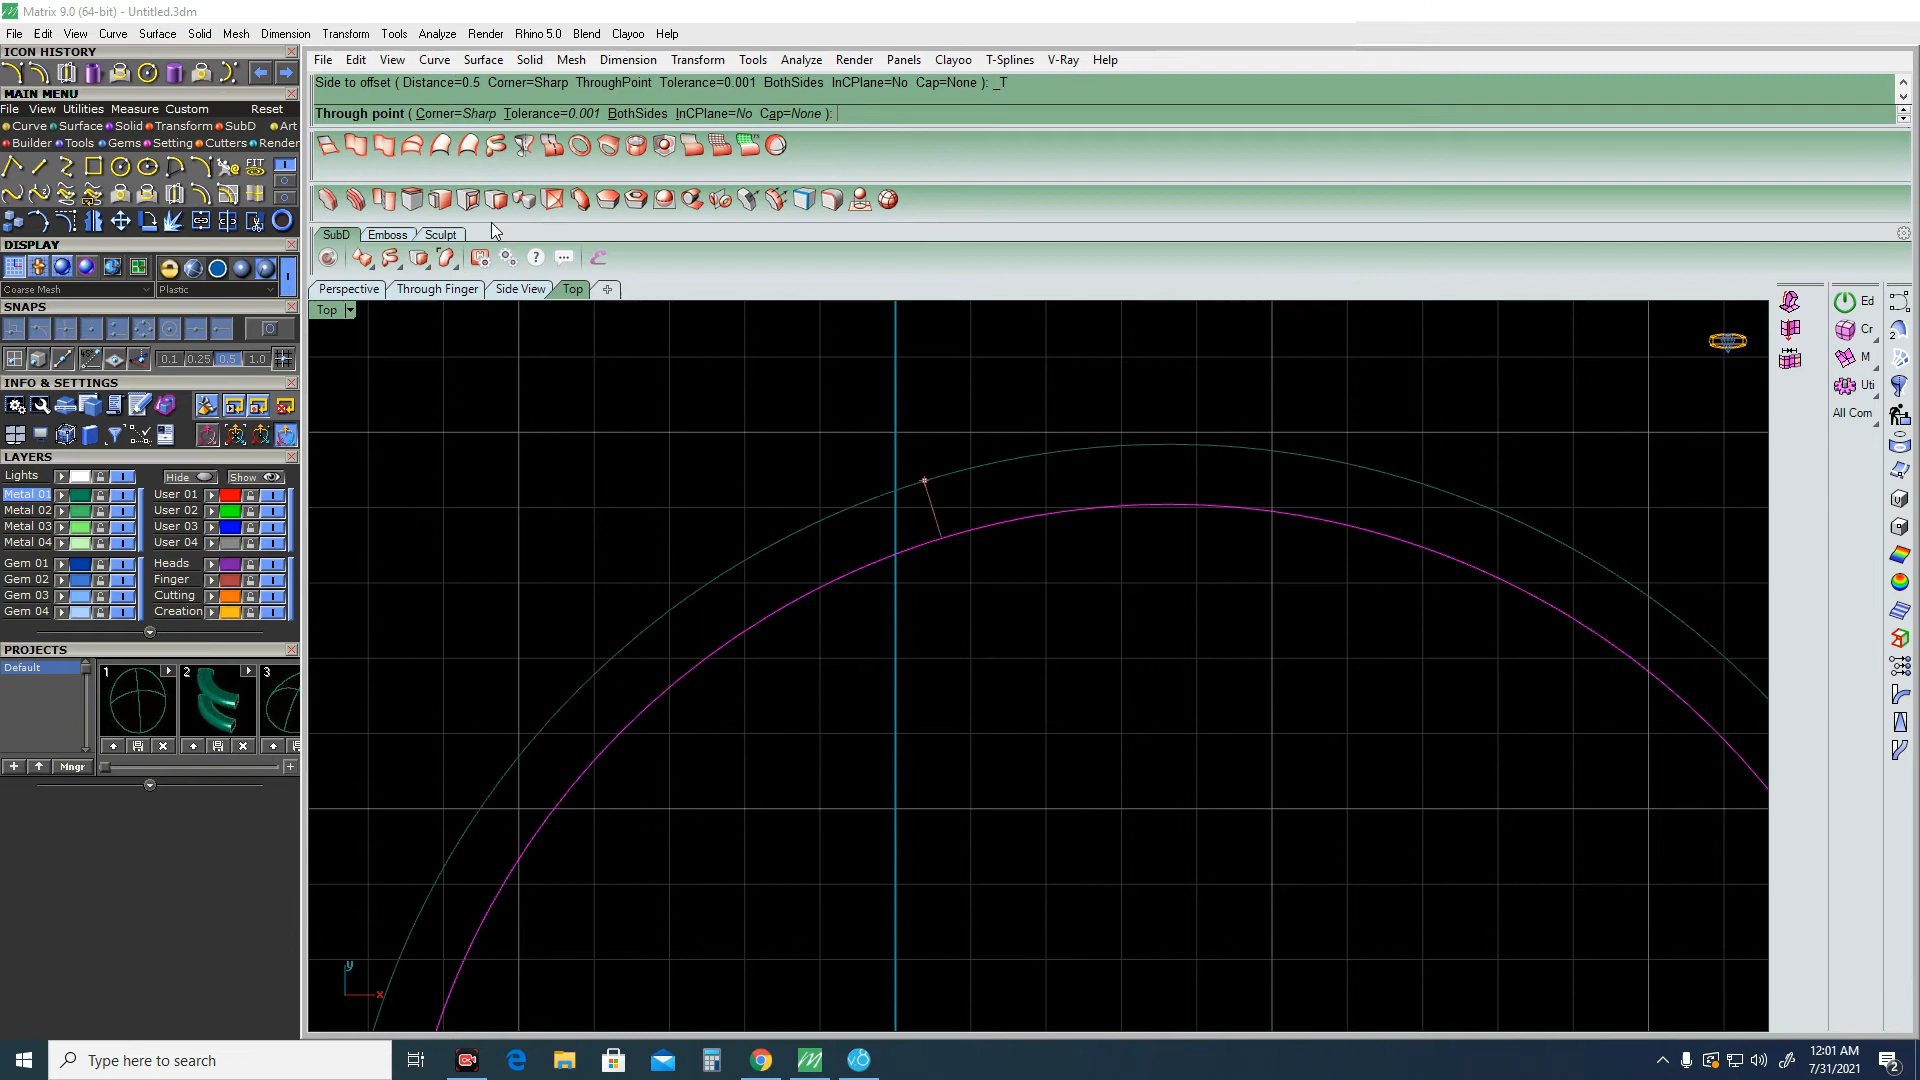 Matrix 9.0 (64-bit) - Untitled.3dm
File Edit View Curve Surface Solid Mesh Dimension Transform Tools Analyze Render Rhino 5.0 Blend Clayoo Help
ICON HISTORY
MAIN MENU
File View Utilities Measure Custom Reset
Curve Surface Solid Transform SubD Art
Builder Tools Gems Setting Cutters Render
FIT
DISPLAY
Coarse Mesh Plastic
SNAPS
0.1 0.25 0.5 1.0
INFO & SETTINGS
LAYERS
Lights Hide Show
Metal 01 User 01
Metal 02 User 02
Metal 03 User 03
Metal 04 User 04
Gem 01 Heads
Gem 02 Finger
Gem 03 Cutting
Gem 04 Creation
PROJECTS
Default 1 2 3
Mngr
File Edit View Curve Surface Solid Mesh Dimension Transform Tools Analyze Render Panels Clayoo T-Splines V-Ray Help
Side to offset ( Distance=0.5 Corner=Sharp ThroughPoint Tolerance=0.001 BothSides InCPlane=No Cap=None ): _T
Through point ( Corner=Sharp Tolerance=0.001 BothSides InCPlane=No Cap=None ):
SubD Emboss Sculpt
Perspective Through Finger Side View Top
Top
y
x
Ed
Cr
M
Uti
All Com
2
Type here to search
12:01 AM
7/31/2021
2